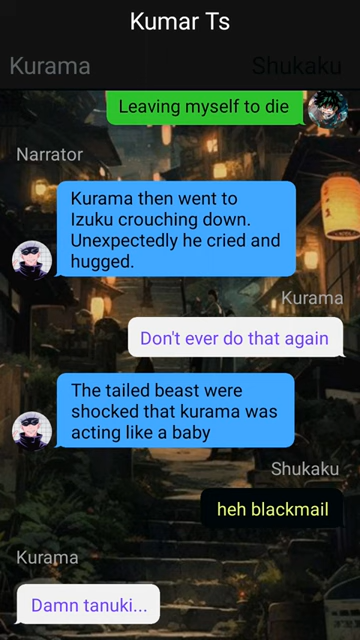 Kumar Ts
Kurama
Shukaku
Leaving myself to die
Narrator
Kurama then went to
Izuku crouching down.
Unexpectedly he cried and
hugged.
Kurama
Don't ever do that again
The tailed beast were
shocked that kurama was
acting like a baby
Shukaku
heh blackmail
Kurama
Damn tanuki...